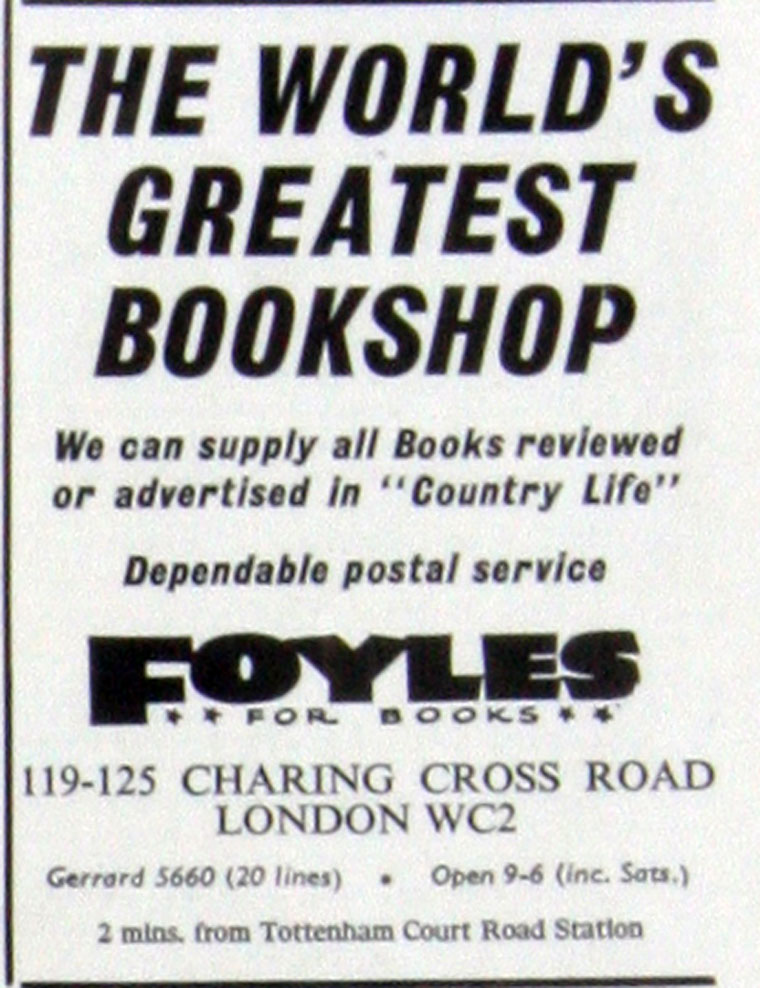 THE WORLD'S
GREATEST
BOOKSHOP
We can supply all Books reviewed
or advertised in "Country Life"
Dependable postal service
FOYLES
★ ★ FOR BOOKS ★ ★
119-125 CHARING CROSS ROAD
LONDON WC2
Gerrard 5660 (20 lines) • Open 9-6 (inc. Sats.)
2 mins. from Tottenham Court Road Station